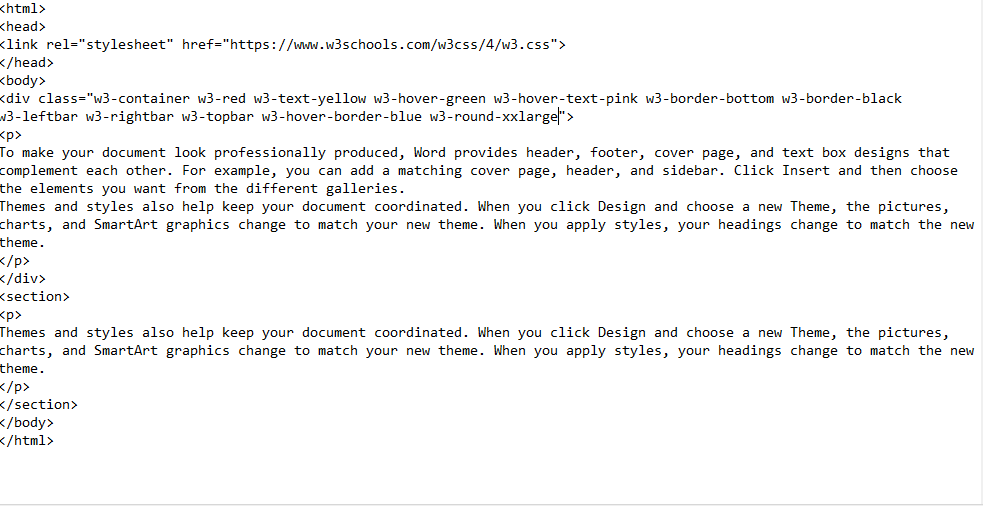 <html>
<head>
<link rel="stylesheet" href="https://www.w3schools.com/w3css/4/w3.css">
</head>
<body>
<div class="w3-container w3-red w3-text-yellow w3-hover-green w3-hover-text-pink w3-border-bottom w3-border-black
w3-leftbar w3-rightbar w3-topbar w3-hover-border-blue w3-round-xxlarge">
<p>
To make your document look professionally produced, Word provides header, footer, cover page, and text box designs that
complement each other. For example, you can add a matching cover page, header, and sidebar. Click Insert and then choose
the elements you want from the different galleries.
Themes and styles also help keep your document coordinated. When you click Design and choose a new Theme, the pictures,
charts, and SmartArt graphics change to match your new theme. When you apply styles, your headings change to match the new
theme.
</p>
</div>
<section>
<p>
Themes and styles also help keep your document coordinated. When you click Design and choose a new Theme, the pictures,
charts, and SmartArt graphics change to match your new theme. When you apply styles, your headings change to match the new
theme.
</p>
</section>
</body>
</html>